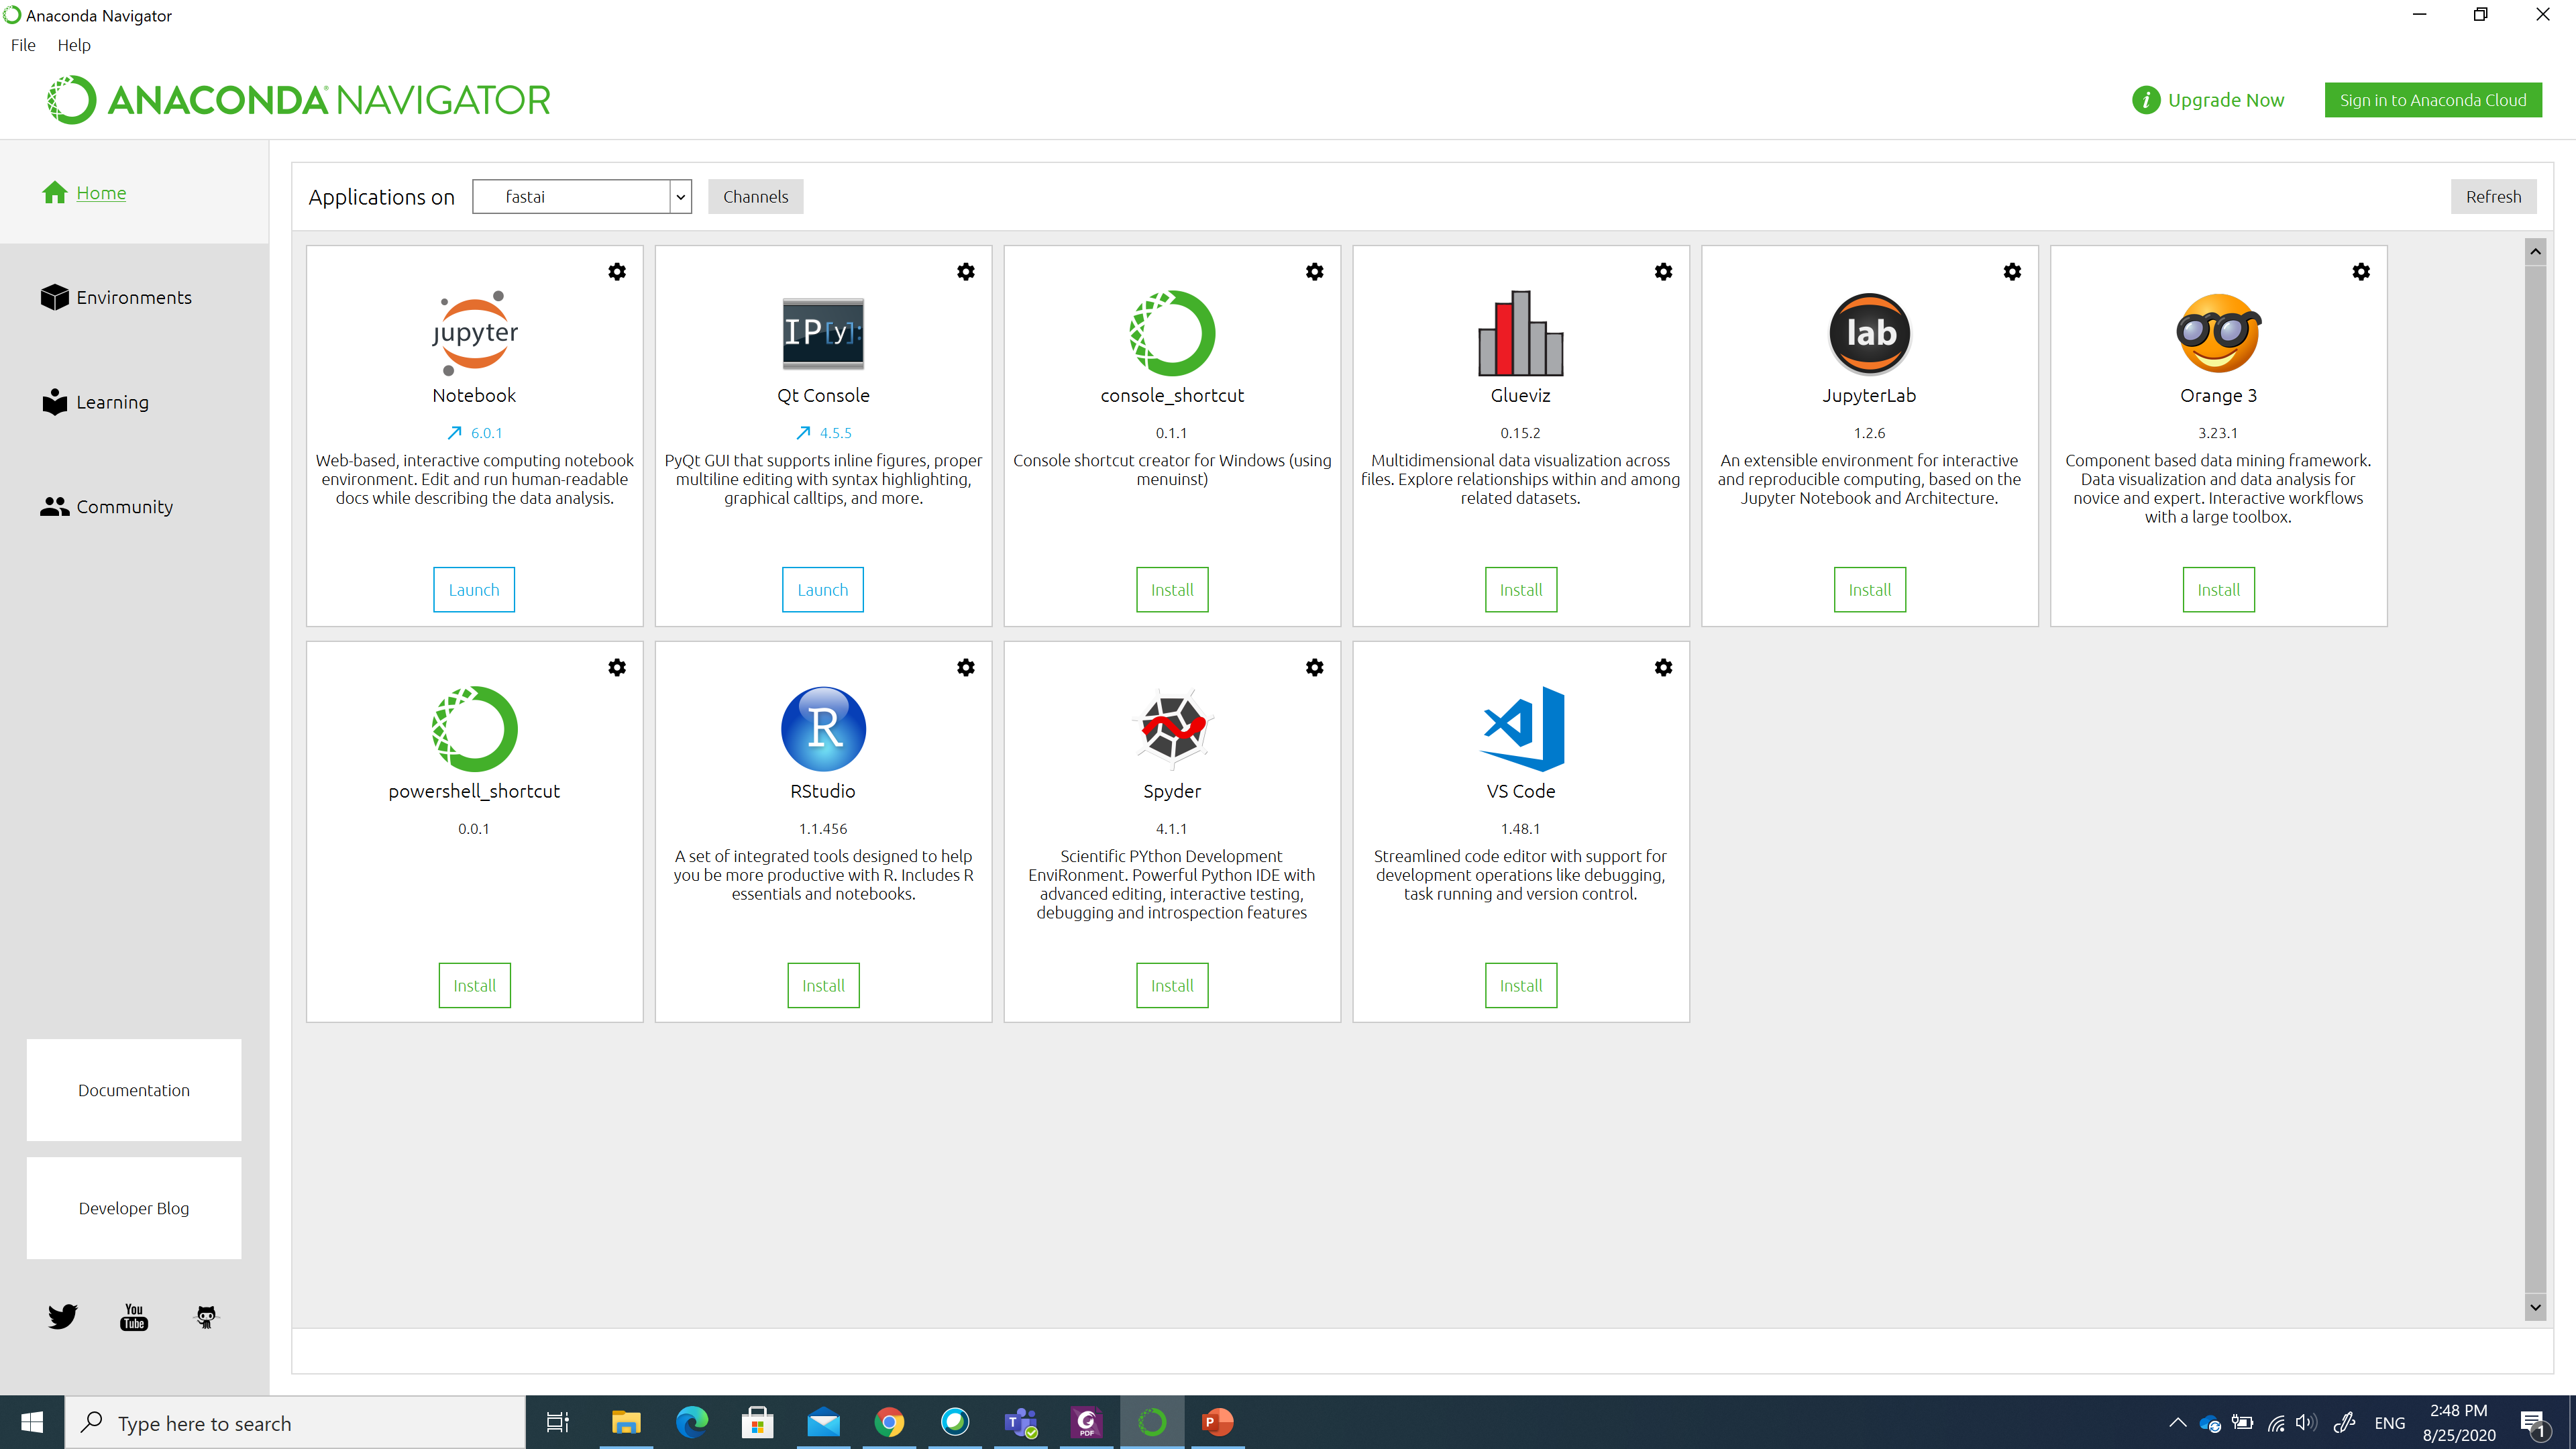 Anaconda Navigator
File Help
ANACONDA NAVIGATOR
i Upgrade Now
Sign in to Anaconda Cloud
Home
Environments
Learning
Community
Documentation
Developer Blog
You
Tube
Applications on fastai Channels Refresh
jupyter
Notebook
6.0.1
Web-based, interactive computing notebook
environment. Edit and run human-readable
docs while describing the data analysis.
Launch
IP[y]:
Qt Console
4.5.5
PyQt GUI that supports inline figures, proper
multiline editing with syntax highlighting,
graphical calltips, and more.
Launch
console_shortcut
0.1.1
Console shortcut creator for Windows (using
menuinst)
Install
Glueviz
0.15.2
Multidimensional data visualization across
files. Explore relationships within and among
related datasets.
Install
lab
JupyterLab
1.2.6
An extensible environment for interactive
and reproducible computing, based on the
Jupyter Notebook and Architecture.
Install
Orange 3
3.23.1
Component based data mining framework.
Data visualization and data analysis for
novice and expert. Interactive workflows
with a large toolbox.
Install
powershell_shortcut
0.0.1
Install
R
RStudio
1.1.456
A set of integrated tools designed to help
you be more productive with R. Includes R
essentials and notebooks.
Install
Spyder
4.1.1
Scientific PYthon Development
EnviRonment. Powerful Python IDE with
advanced editing, interactive testing,
debugging and introspection features
Install
VS Code
1.48.1
Streamlined code editor with support for
development operations like debugging,
task running and version control.
Install
Type here to search
T
PDF
P
ENG
2:48 PM
8/25/2020
1